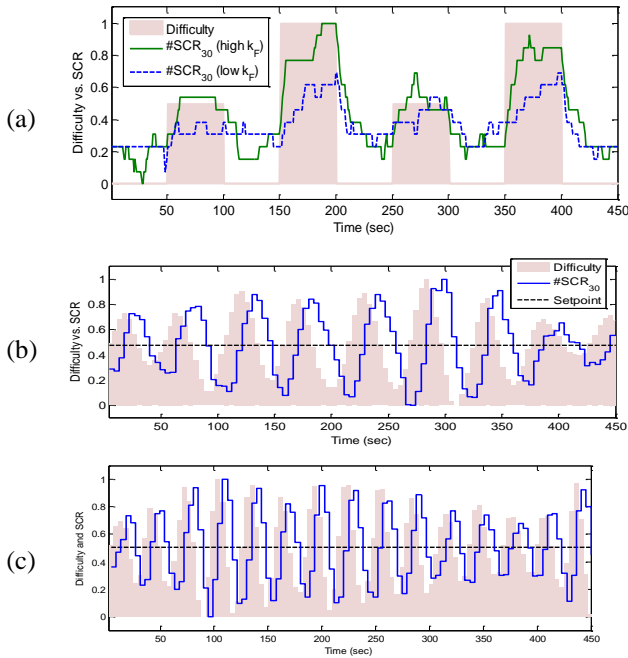 (a)
Difficulty vs. SCR
1
0.8
0.6
0.4
0.2
0
Difficulty
#SCR30 (high kF)
#SCR30 (low kF)
50 100 150 200 250 300 350 400 450
Time (sec)
(b)
Difficulty vs. SCR
1
0.8
0.6
0.4
0.2
0
Difficulty
#SCR30
Setpoint
50 100 150 200 250 300 350 400 450
Time (sec)
(c)
Difficulty and SCR
1
0.8
0.6
0.4
0.2
0
50 100 150 200 250 300 350 400 450
Time (sec)